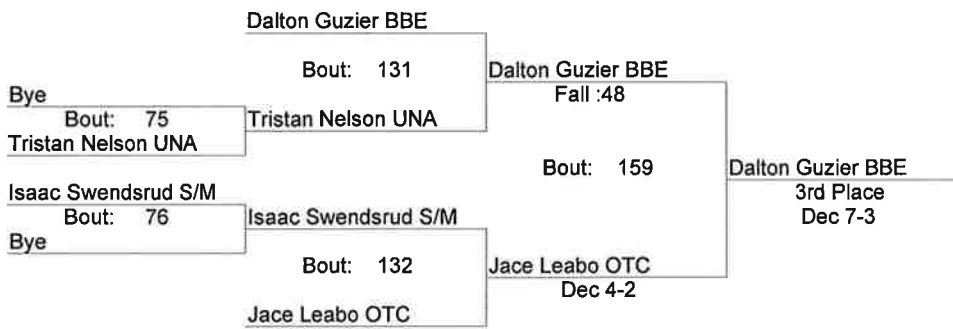 Dalton Guzier BBE
Bout: 131
Dalton Guzier BBE
Fall :48
Bye
Bout: 75
Tristan Nelson UNA
Tristan Nelson UNA
Bout: 159
Dalton Guzier BBE
3rd Place
Dec 7-3
Isaac Swendsrud S/M
Bout: 76
Isaac Swendsrud S/M
Bye
Bout: 132
Jace Leabo OTC
Dec 4-2
Jace Leabo OTC